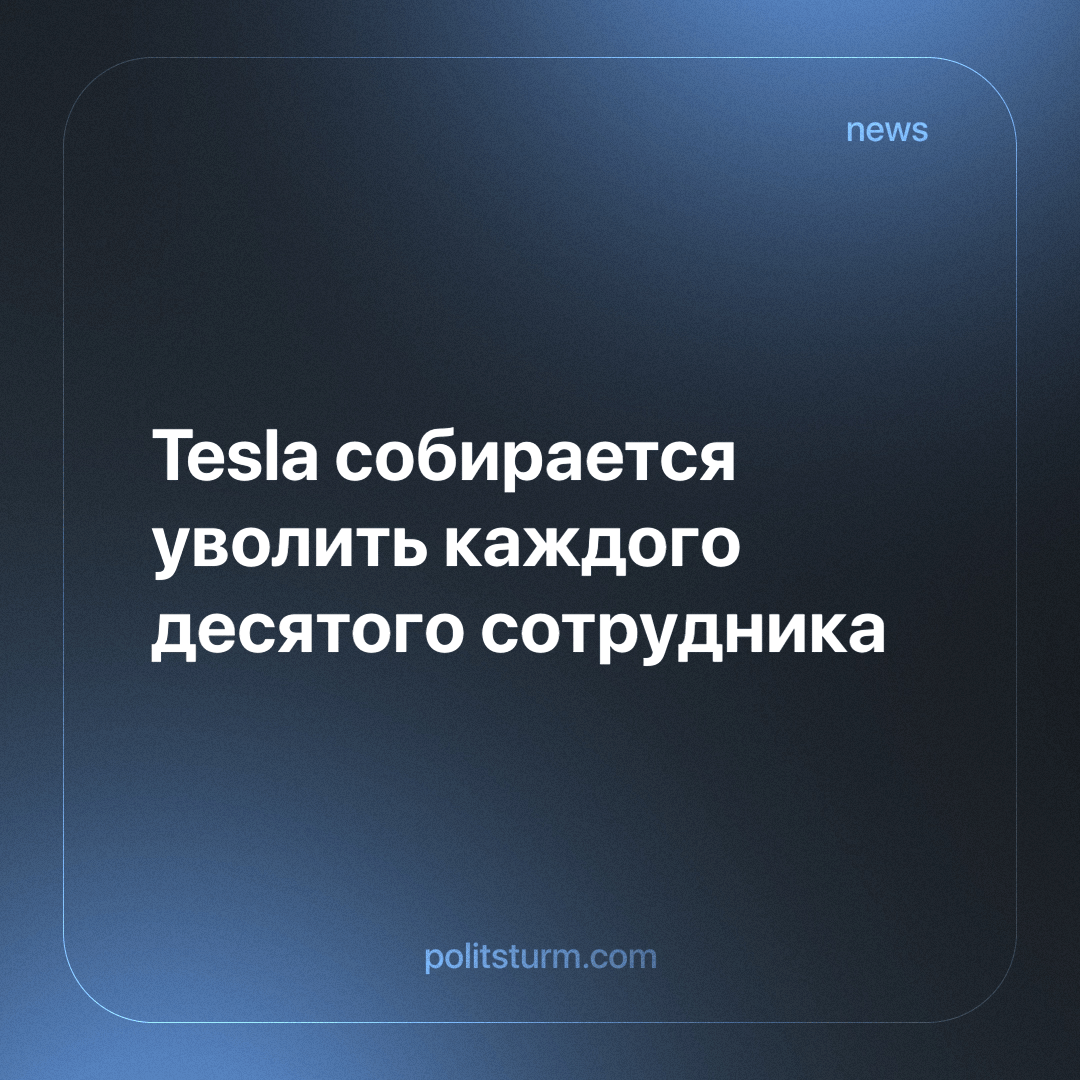 news
Tesla собирается
уволить каждого
десятого сотрудника
politsturm.com